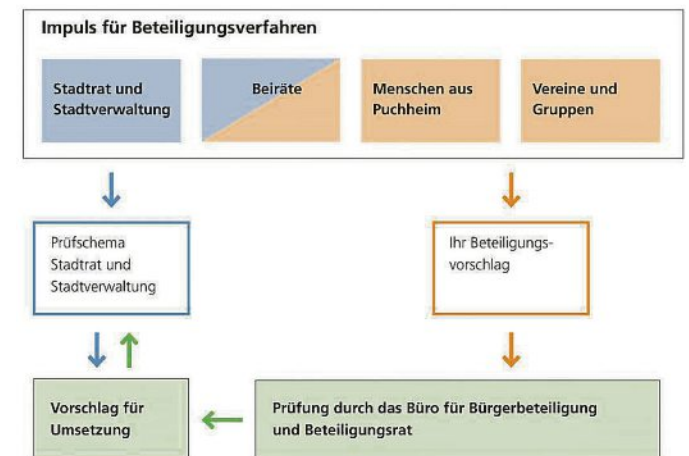 Impuls für Beteiligungsverfahren
Stadtrat und
Stadtverwaltung
Beiräte
Menschen aus
Puchheim
Vereine und
Gruppen
Prüfschema
Stadtrat und
Stadtverwaltung
Ihr Beteiligungs-
vorschlag
Vorschlag für
Umsetzung
Prüfung durch das Büro für Bürgerbeteiligung
und Beteiligungsrat